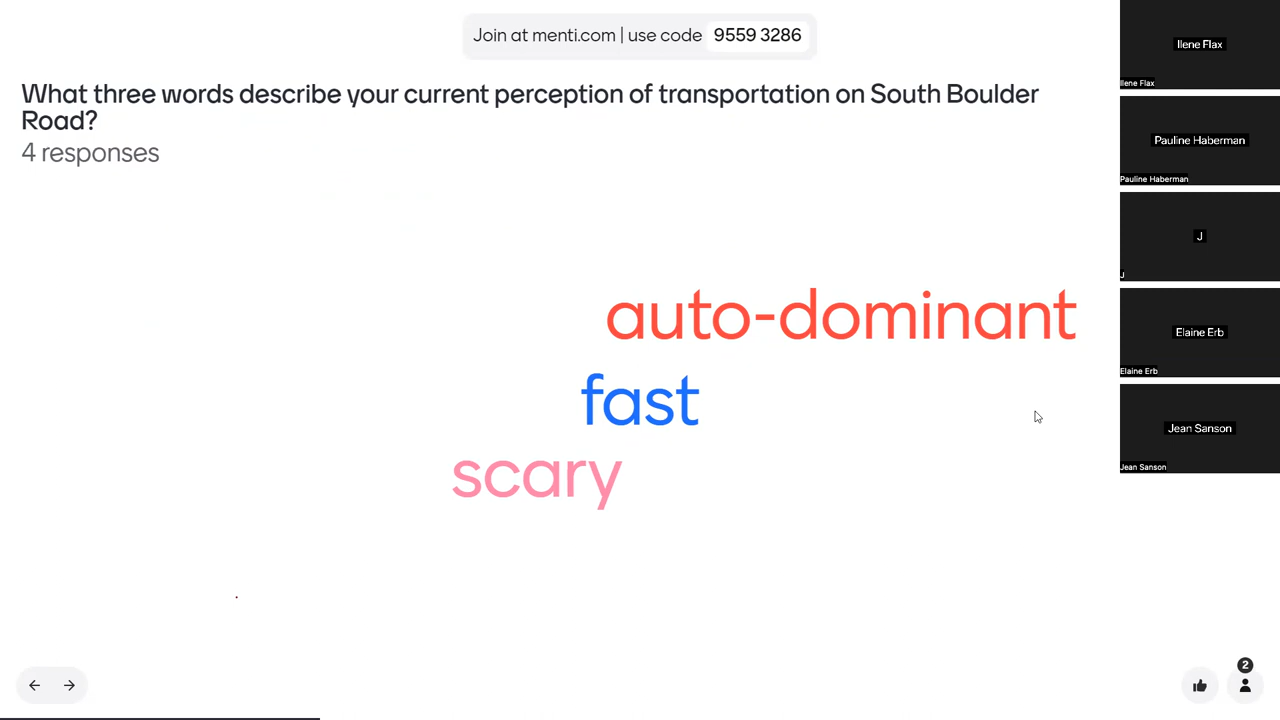 Join at menti.com | use code 9559 3286
What three words describe your current perception of transportation on South Boulder
Road?
4 responses
auto-dominant
fast
scary
2
Ilene Flax
Ilene Flax
Pauline Haberman
Pauline Haberman
J
J
Elaine Erb
Elaine Erb
Jean Sanson
Jean Sanson